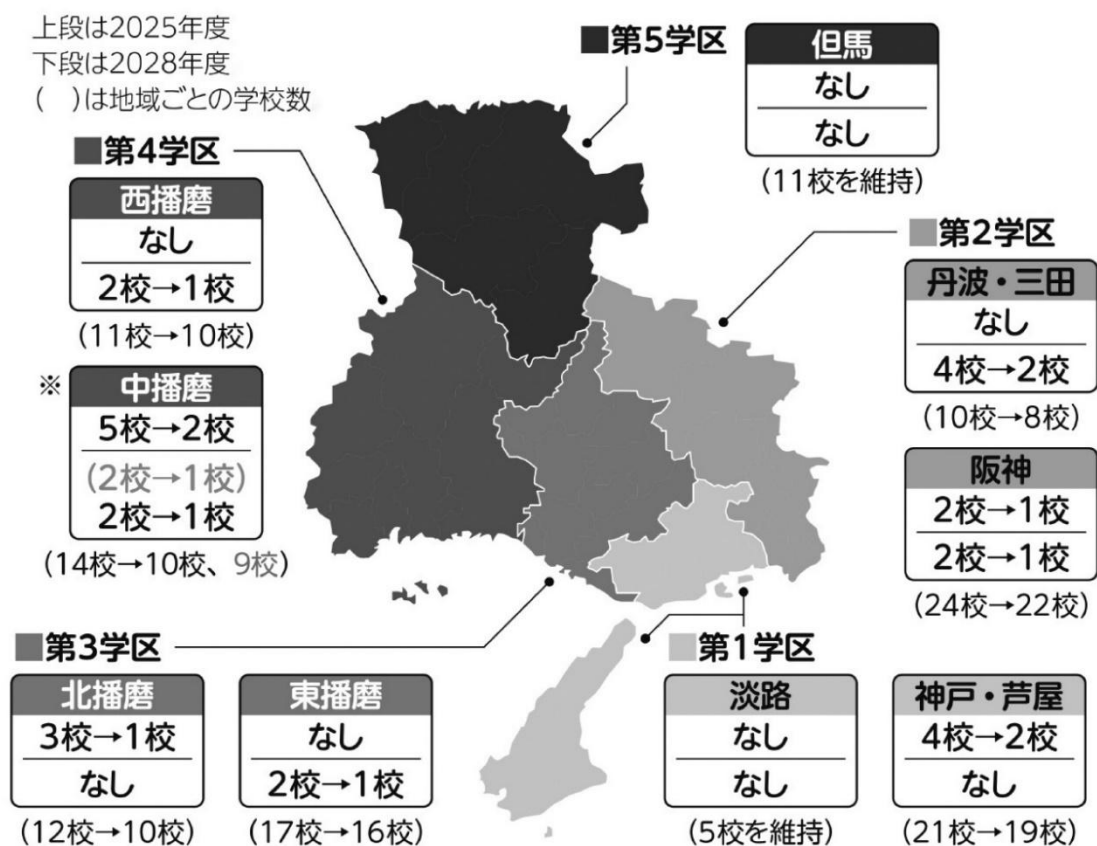 上段は2025年度
下段は2028年度
(　)は地域ごとの学校数
■第5学区
但馬
なし
なし
(11校を維持)
■第4学区
西播磨
なし
2校→1校
(11校→10校)
※
中播磨
5校→2校
(2校→1校)
2校→1校
(14校→10校、9校)
■第2学区
丹波・三田
なし
4校→2校
(10校→8校)
阪神
2校→1校
2校→1校
(24校→22校)
■第3学区
北播磨
3校→1校
なし
(12校→10校)
東播磨
なし
2校→1校
(17校→16校)
■第1学区
淡路
なし
なし
(5校を維持)
神戸・芦屋
4校→2校
なし
(21校→19校)